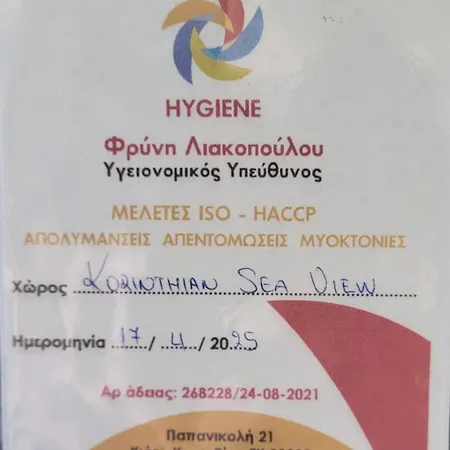 HYGIENE
Φρύνη Λιακοπούλου
Υγειονομικός Υπεύθυνος
ΜΕΛΕΤΕΣ ISO - HACCP
ΑΠΟΛΥΜΑΝΣΕΙΣ ΑΠΕΝΤΟΜΩΣΕΙΣ ΜΥΟΚΤΟΝΙΕΣ
Χώρος KORINTHIAN SEA VIEW
Ημερομηνία 17/ 4/ 2025
Αρ άδειας: 268228/24-08-2021
Παπανικολή 21